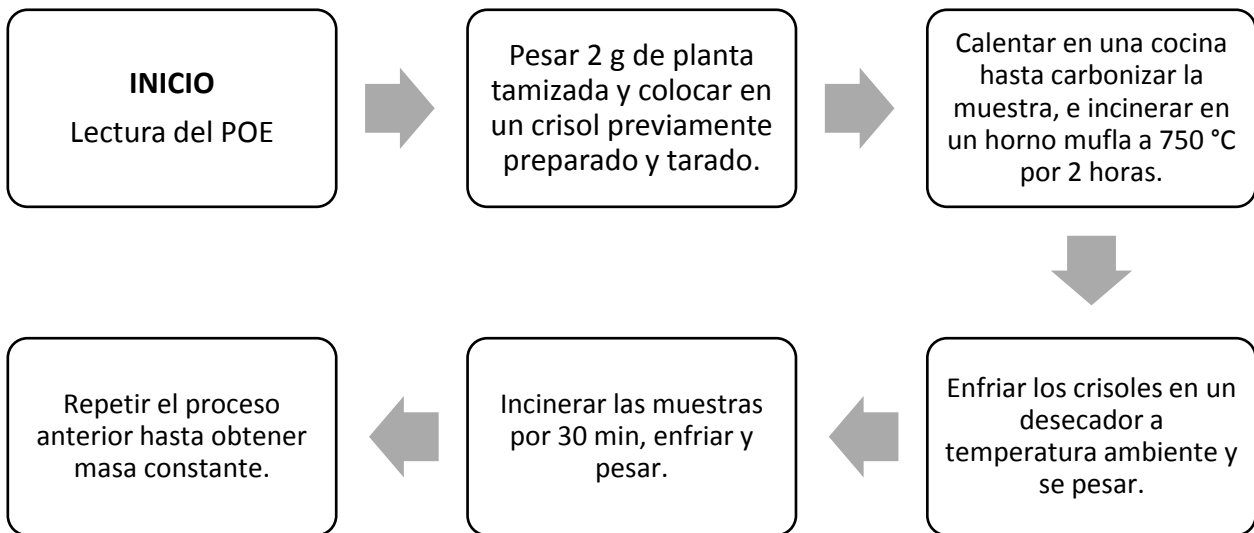 INICIO
Lectura del POE
Pesar 2 g de planta
tamizada y colocar en
un crisol previamente
preparado y tarado.
Calentar en una cocina
hasta carbonizar la
muestra, e incinerar en
un horno mufla a 750 °C
por 2 horas.
Enfriar los crisoles en un
desecador a
temperatura ambiente y
se pesar.
Incinerar las muestras
por 30 min, enfriar y
pesar.
Repetir el proceso
anterior hasta obtener
masa constante.